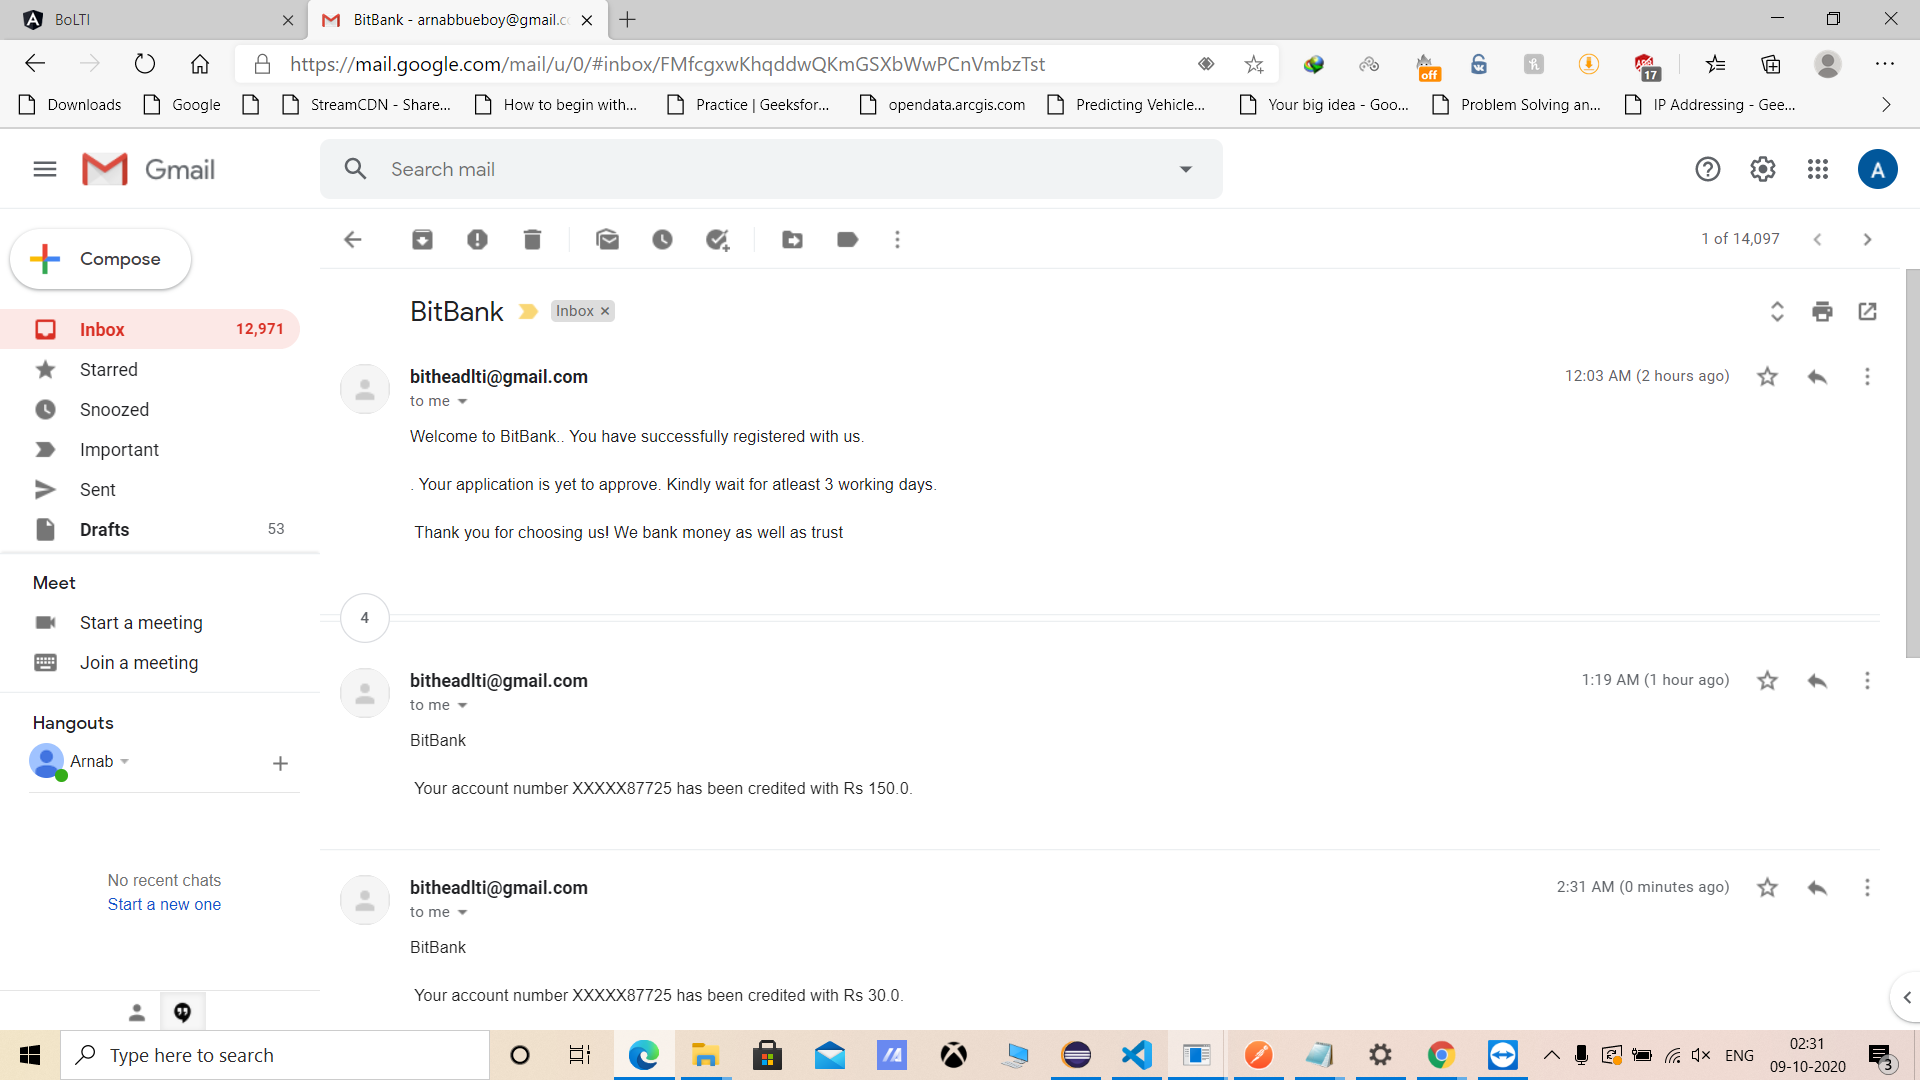 BoLTI
BitBank - arnabbueboy@gmail.c
https://mail.google.com/mail/u/0/#inbox/FMfcgxwKhqddwQKmGSXbWwPCnVmbzTst
off
17
Downloads
Google
StreamCDN - Share...
How to begin with...
Practice | Geeksfor...
opendata.arcgis.com
Predicting Vehicle...
Your big idea - Goo...
Problem Solving an...
IP Addressing - Gee...
Gmail
Search mail
A
Compose
1 of 14,097
Inbox 12,971
Starred
Snoozed
Important
Sent
Drafts 53
Meet
Start a meeting
Join a meeting
Hangouts
Arnab
No recent chats
Start a new one
BitBank Inbox
bitheadlti@gmail.com 12:03 AM (2 hours ago)
to me
Welcome to BitBank.. You have successfully registered with us.
. Your application is yet to approve. Kindly wait for atleast 3 working days.
Thank you for choosing us! We bank money as well as trust
4
bitheadlti@gmail.com 1:19 AM (1 hour ago)
to me
BitBank
Your account number XXXXX87725 has been credited with Rs 150.0.
bitheadlti@gmail.com 2:31 AM (0 minutes ago)
to me
BitBank
Your account number XXXXX87725 has been credited with Rs 30.0.
Type here to search
ENG
02:31
09-10-2020
3